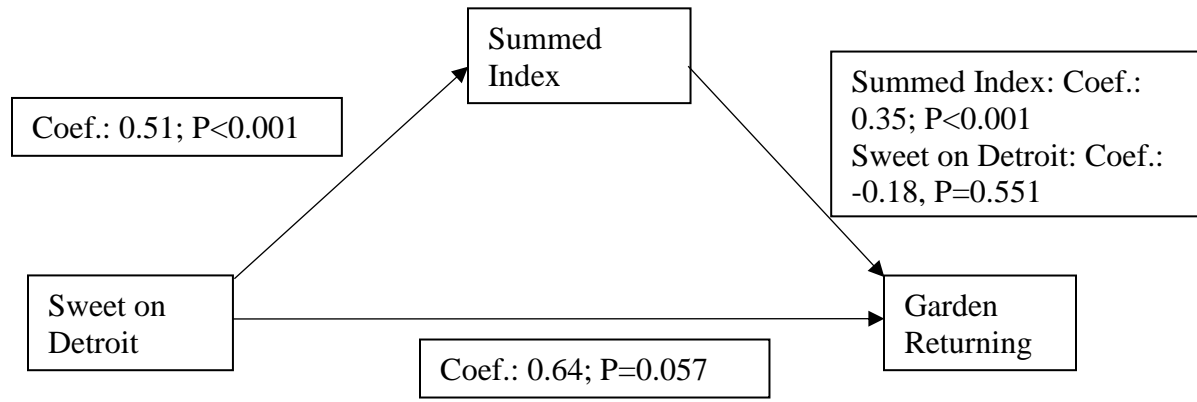 Summed
Index
Summed Index: Coef.:
0.35; P<0.001
Sweet on Detroit: Coef.:
-0.18, P=0.551
Coef.: 0.51; P<0.001
Sweet on
Detroit
Garden
Returning
Coef.: 0.64; P=0.057